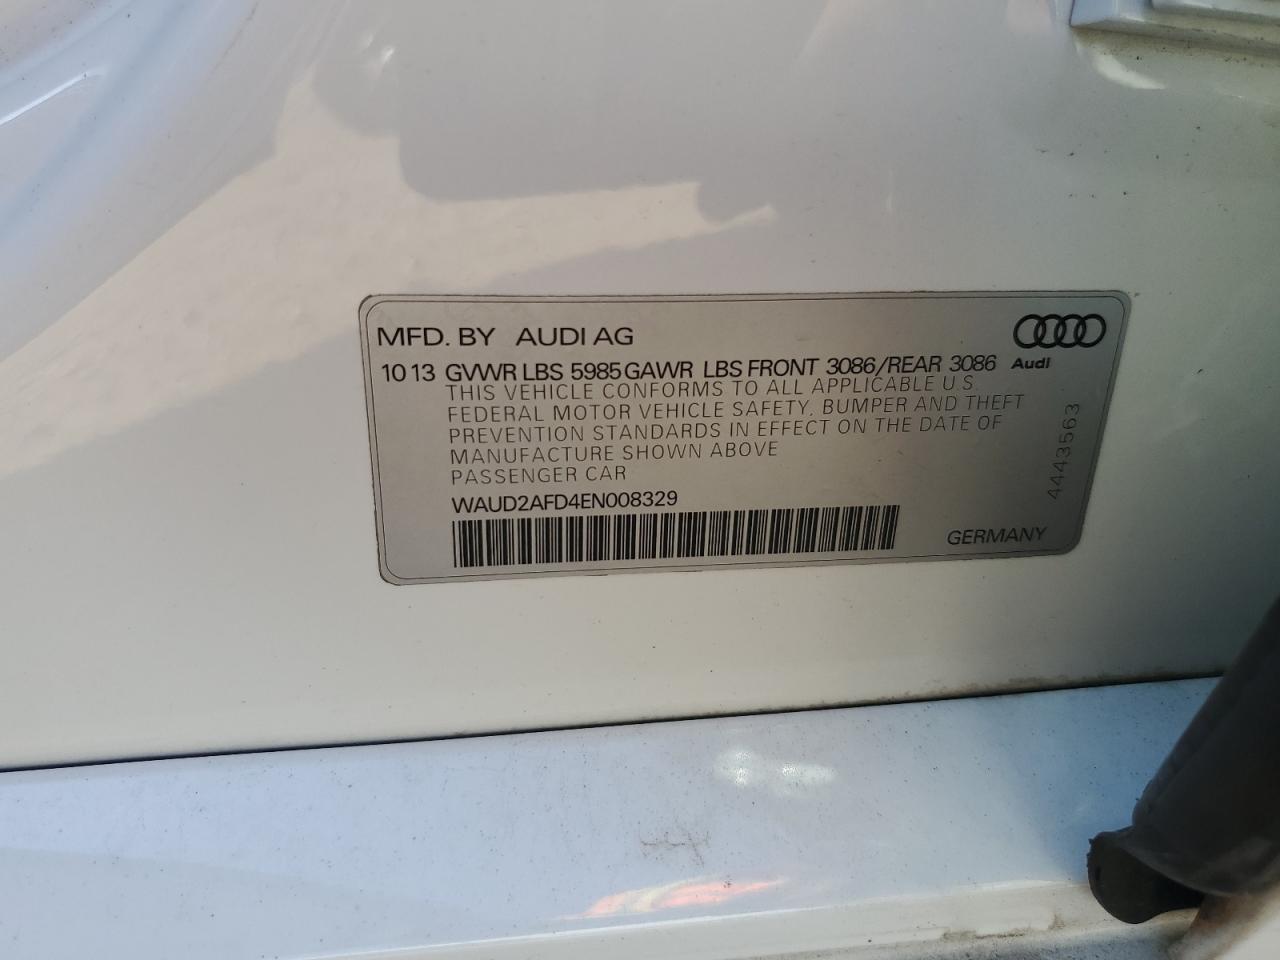 MFD. BY AUDI AG
10 13 GVWR LBS 5985 GAWR LBS FRONT 3086/REAR 3086
Audi
THIS VEHICLE CONFORMS TO ALL APPLICABLE U.S.
FEDERAL MOTOR VEHICLE SAFETY, BUMPER AND THEFT
PREVENTION STANDARDS IN EFFECT ON THE DATE OF
MANUFACTURE SHOWN ABOVE
PASSENGER CAR
WAUD2AFD4EN008329
GERMANY
4443563